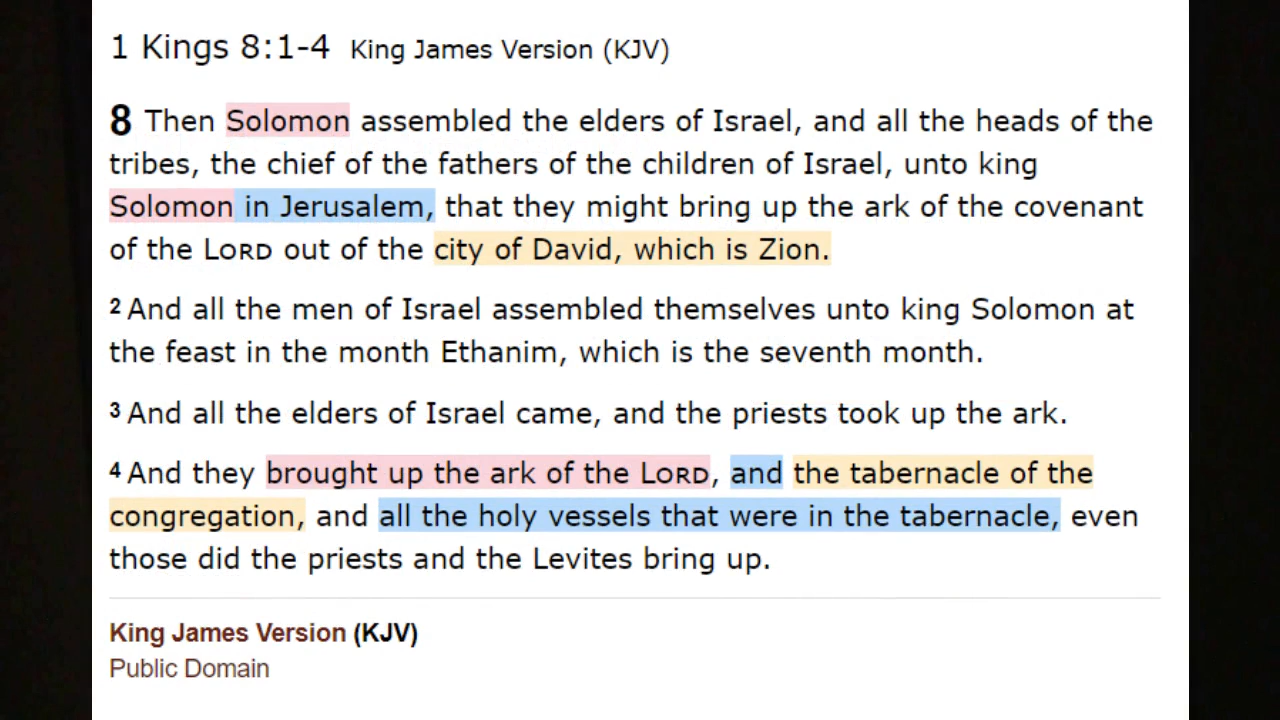 1 Kings 8:1-4 King James Version (KJV)
8 Then Solomon assembled the elders of Israel, and all the heads of the
tribes, the chief of the fathers of the children of Israel, unto king
Solomon in Jerusalem, that they might bring up the ark of the covenant
of the LORD out of the city of David, which is Zion.
2 And all the men of Israel assembled themselves unto king Solomon at
the feast in the month Ethanim, which is the seventh month.
3 And all the elders of Israel came, and the priests took up the ark.
4 And they brought up the ark of the LORD, and the tabernacle of the
congregation, and all the holy vessels that were in the tabernacle, even
those did the priests and the Levites bring up.
King James Version (KJV)
Public Domain